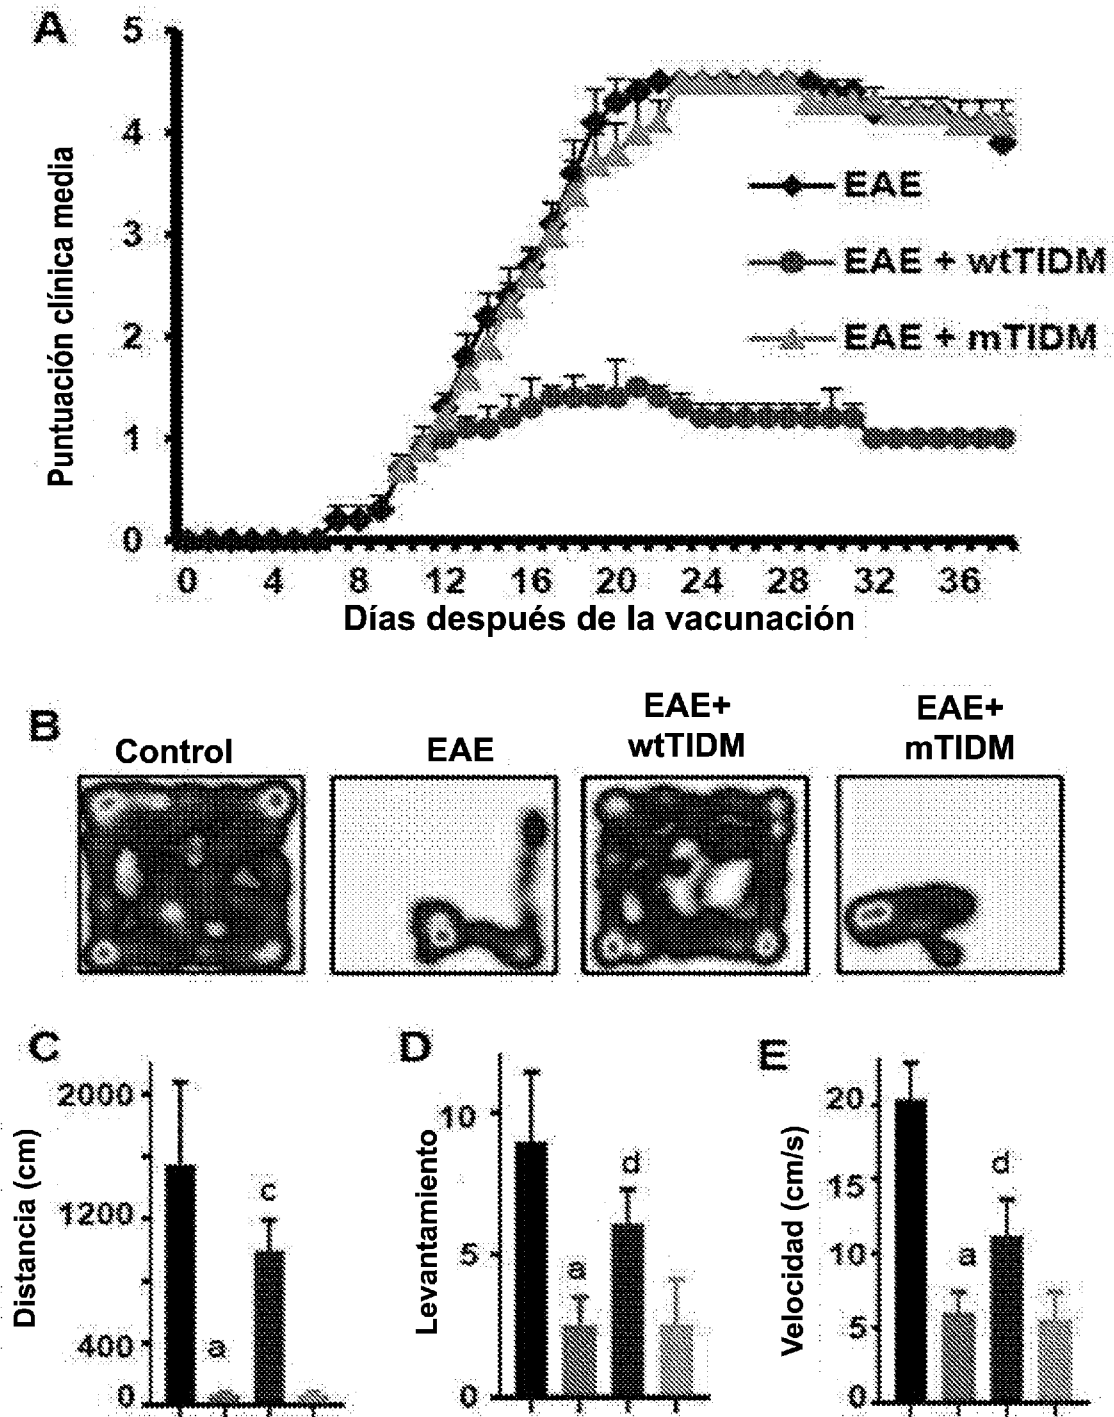 A
5
4
3
2
1
0
Puntuación clínica media
EAE
EAE + wtTIDM
EAE + mTIDM
0 4 8 12 16 20 24 28 32 36
Días después de la vacunación
B
Control
EAE
EAE+
wtTIDM
EAE+
mTIDM
C
Distancia (cm)
2000
1200
400
0
a
c
D
Levantamiento
10
5
0
a
d
E
Velocidad (cm/s)
20
15
10
5
0
a
d